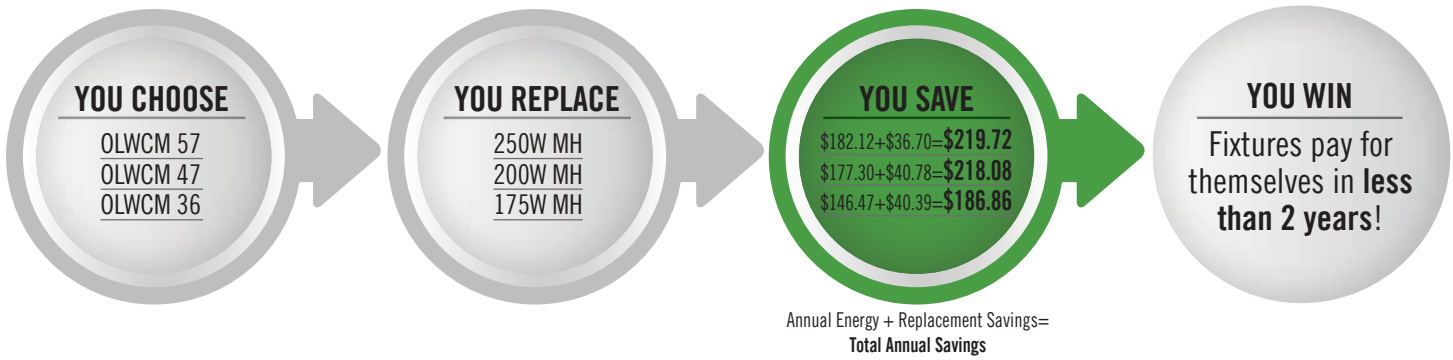 YOU CHOOSE
OLWCM 57
OLWCM 47
OLWCM 36
YOU REPLACE
250W MH
200W MH
175W MH
YOU SAVE
$182.12+$36.70=$219.72
$177.30+$40.78=$218.08
$146.47+$40.39=$186.86
Annual Energy + Replacement Savings=
Total Annual Savings
YOU WIN
Fixtures pay for
themselves in less
than 2 years!